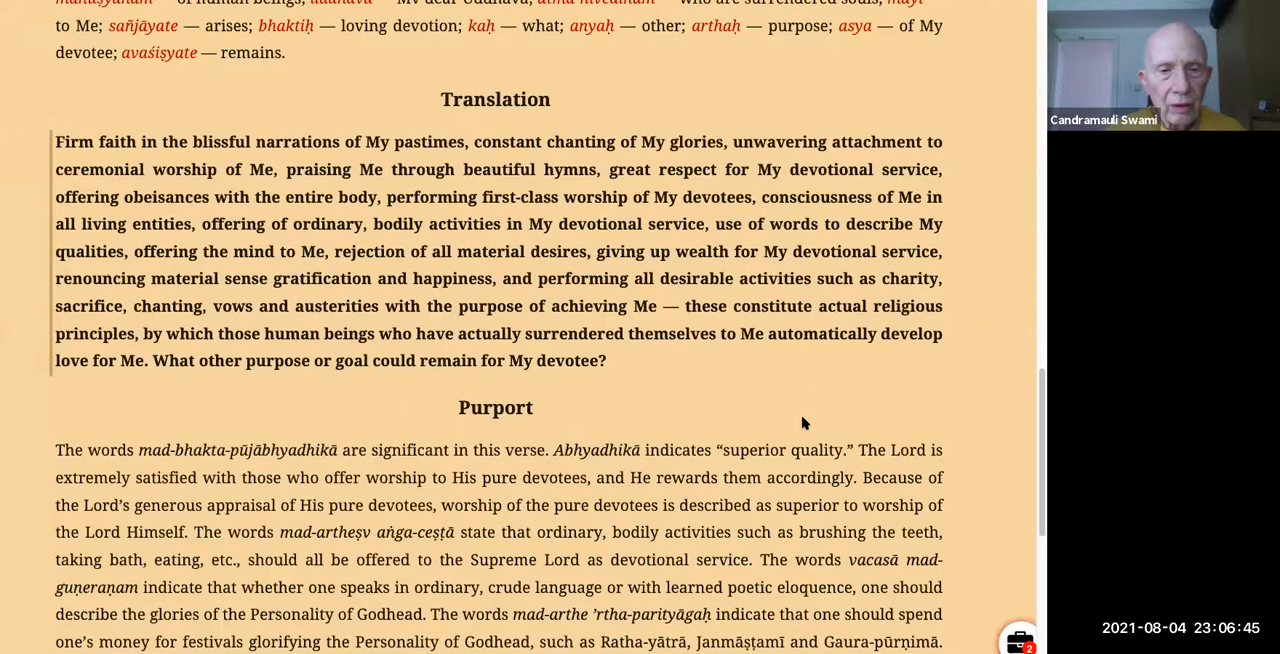 manuṣyāṇām — of human beings; uddhava — My dear Uddhava; ātma-nivedinām — who are surrendered souls; mayi —
to Me; sañjāyate — arises; bhaktiḥ — loving devotion; kaḥ — what; anyaḥ — other; arthaḥ — purpose; asya — of My
devotee; avaśiṣyate — remains.
Translation
Firm faith in the blissful narrations of My pastimes, constant chanting of My glories, unwavering attachment to
ceremonial worship of Me, praising Me through beautiful hymns, great respect for My devotional service,
offering obeisances with the entire body, performing first-class worship of My devotees, consciousness of Me in
all living entities, offering of ordinary, bodily activities in My devotional service, use of words to describe My
qualities, offering the mind to Me, rejection of all material desires, giving up wealth for My devotional service,
renouncing material sense gratification and happiness, and performing all desirable activities such as charity,
sacrifice, chanting, vows and austerities with the purpose of achieving Me — these constitute actual religious
principles, by which those human beings who have actually surrendered themselves to Me automatically develop
love for Me. What other purpose or goal could remain for My devotee?
Purport
The words mad-bhakta-pūjābhyadhikā are significant in this verse. Abhyadhikā indicates “superior quality.” The Lord is
extremely satisfied with those who offer worship to His pure devotees, and He rewards them accordingly. Because of
the Lord’s generous appraisal of His pure devotees, worship of the pure devotees is described as superior to worship of
the Lord Himself. The words mad-artheṣv aṅga-ceṣṭā state that ordinary, bodily activities such as brushing the teeth,
taking bath, eating, etc., should all be offered to the Supreme Lord as devotional service. The words vacasā mad-
guṇeraṇam indicate that whether one speaks in ordinary, crude language or with learned poetic eloquence, one should
describe the glories of the Personality of Godhead. The words mad-arthe ’rtha-parityāgaḥ indicate that one should spend
one’s money for festivals glorifying the Personality of Godhead, such as Ratha-yātrā, Janmāṣṭamī and Gaura-pūrṇimā.
2
Candramauli Swami
2021-08-04 23:06:45